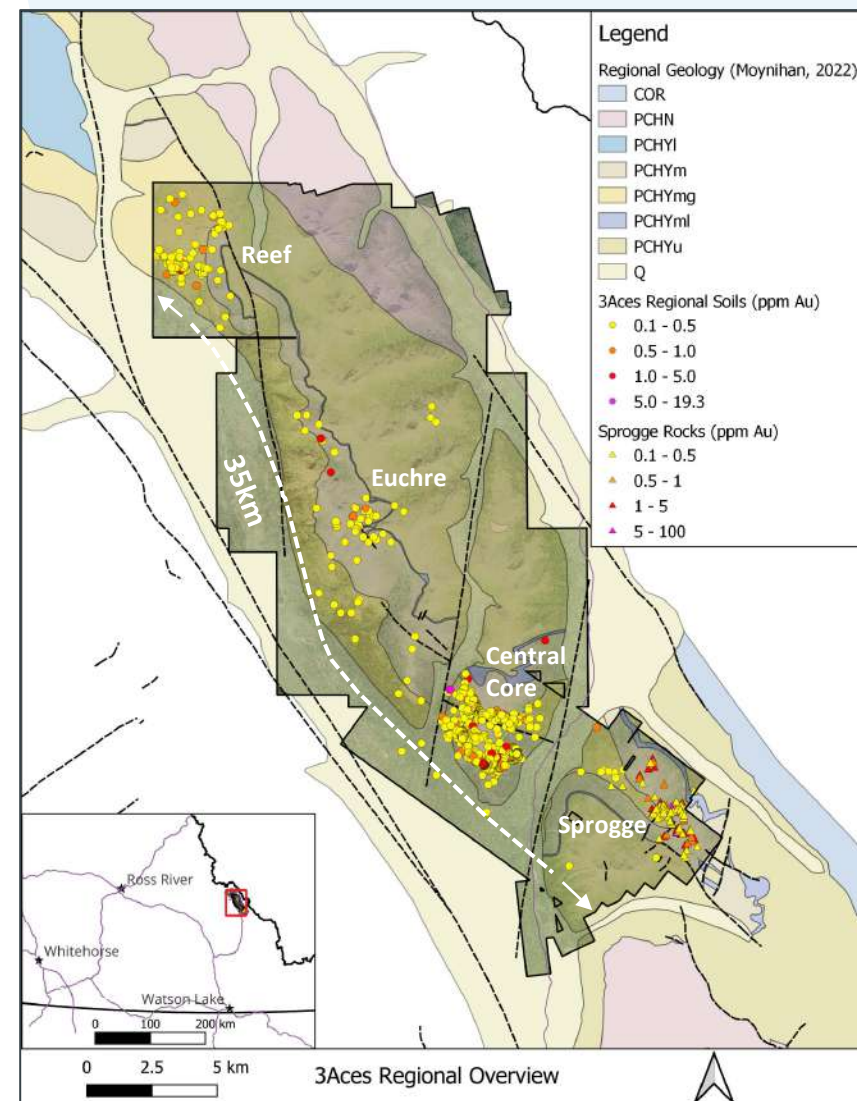 Legend
Regional Geology (Moynihan, 2022)
COR
PCHN
PCHYl
PCHYm
PCHYmg
PCHYml
PCHYu
Q
3Aces Regional Soils (ppm Au)
0.1 - 0.5
0.5 - 1.0
1.0 - 5.0
5.0 - 19.3
Sprogge Rocks (ppm Au)
0.1 - 0.5
0.5 - 1
1 - 5
5 - 100
Reef
35km
Euchre
Central
Core
Sprogge
Ross River
Whitehorse
Watson Lake
0 100 200 km
0 2.5 5 km
3Aces Regional Overview